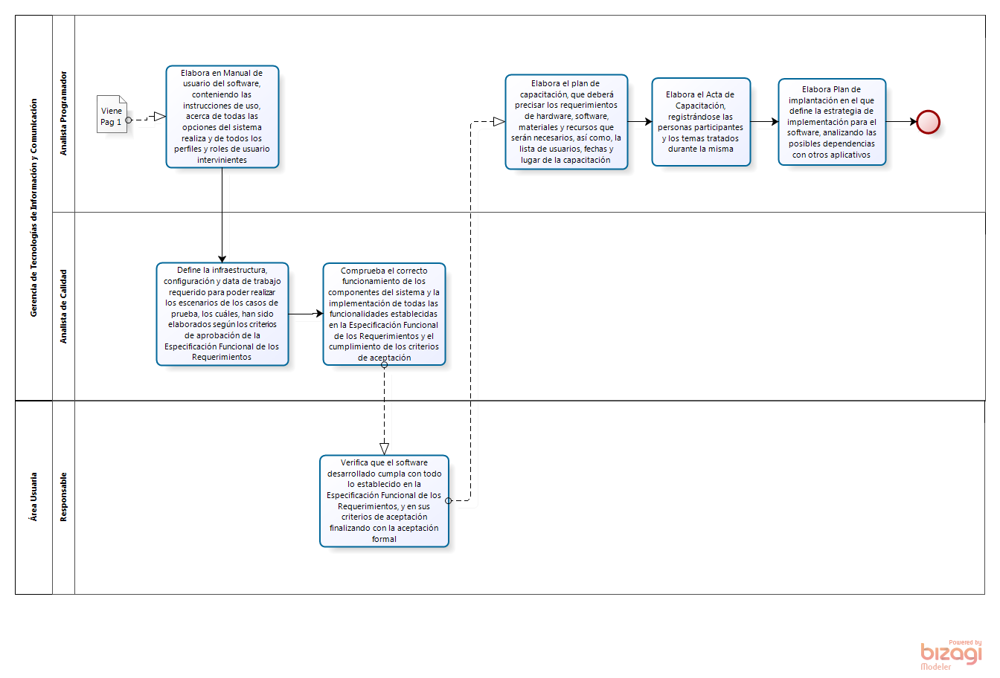 Gerencia de Tecnologías de Información y Comunicación
Analista Programador
Viene
Pag 1
Elabora en Manual de
usuario del software,
conteniendo las
instrucciones de uso,
acerca de todas las
opciones del sistema
realiza y de todos los
perfiles y roles de usuario
intervinientes
Elabora el plan de
capacitación, que deberá
precisar los requerimientos
de hardware, software,
materiales y recursos que
serán necesarios, así como, la
lista de usuarios, fechas y
lugar de la capacitación
Elabora el Acta de
Capacitación,
registrándose las
personas participantes
y los temas tratados
durante la misma
Elabora Plan de
implantación en el que
define la estrategia de
implementación para el
software, analizando las
posibles dependencias
con otros aplicativos
Analista de Calidad
Define la infraestructura,
configuración y data de trabajo
requerido para poder realizar
los escenarios de los casos de
prueba, los cuáles, han sido
elaborados según los criterios
de aprobación de la
Especificación Funcional de los
Requerimientos
Comprueba el correcto
funcionamiento de los
componentes del sistema y la
implementación de todas las
funcionalidades establecidas
en la Especificación Funcional
de los Requerimientos y el
cumplimiento de los criterios
de aceptación
Área Usuaria
Responsable
Verifica que el software
desarrollado cumpla con todo
lo establecido en la
Especificación Funcional de los
Requerimientos, y en sus
criterios de aceptación
finalizando con la aceptación
formal
Powered by
bizagi
Modeler